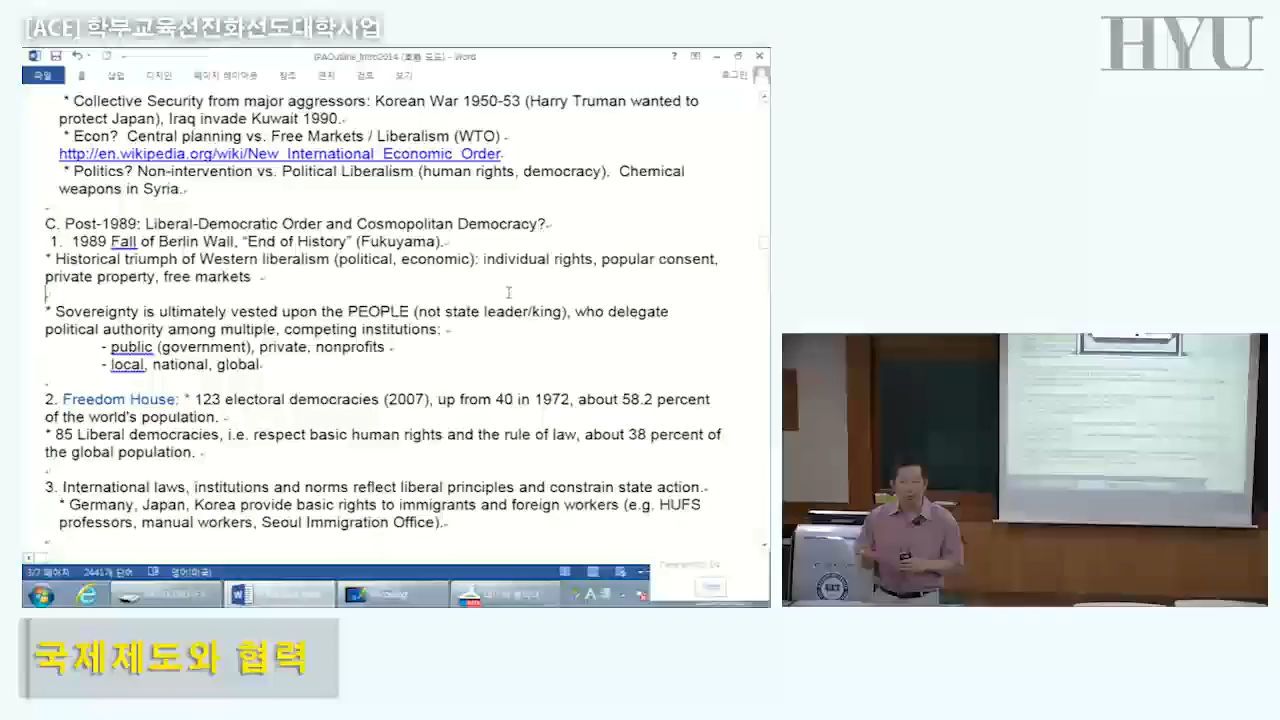 [ACE] 학부교육선진화선도대학사업
HYU
IPAOutline_Intro2014 (호환 모드) - Word
파일 홈 삽입 디자인 페이지 레이아웃 참조 편지 검토 보기
로그인
* Collective Security from major aggressors: Korean War 1950-53 (Harry Truman wanted to
protect Japan), Iraq invade Kuwait 1990.
* Econ? Central planning vs. Free Markets / Liberalism (WTO)
http://en.wikipedia.org/wiki/New_International_Economic_Order
* Politics? Non-intervention vs. Political Liberalism (human rights, democracy). Chemical
weapons in Syria.
C. Post-1989: Liberal-Democratic Order and Cosmopolitan Democracy?
1. 1989 Fall of Berlin Wall, “End of History” (Fukuyama).
* Historical triumph of Western liberalism (political, economic): individual rights, popular consent,
private property, free markets
* Sovereignty is ultimately vested upon the PEOPLE (not state leader/king), who delegate
political authority among multiple, competing institutions:
- public (government), private, nonprofits
- local, national, global
2. Freedom House: * 123 electoral democracies (2007), up from 40 in 1972, about 58.2 percent
of the world's population.
* 85 Liberal democracies, i.e. respect basic human rights and the rule of law, about 38 percent of
the global population.
3. International laws, institutions and norms reflect liberal principles and constrain state action.
* Germany, Japan, Korea provide basic rights to immigrants and foreign workers (e.g. HUFS
professors, manual workers, Seoul Immigration Office).
3/7 페이지 2441개 단어 영어(미국)
국제제도와 협력